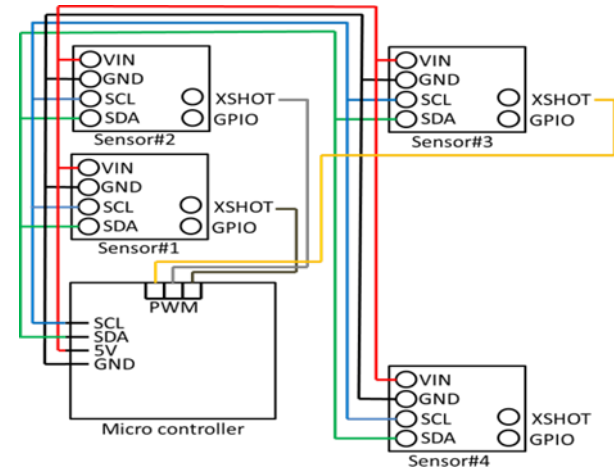 VIN
GND
SCL XSHOT
SDA GPIO
Sensor#2
VIN
GND
SCL XSHOT
SDA GPIO
Sensor#1
VIN
GND
SCL XSHOT
SDA GPIO
Sensor#3
PWM
SCL
SDA
5V
GND
Micro controller
VIN
GND
SCL XSHOT
SDA GPIO
Sensor#4